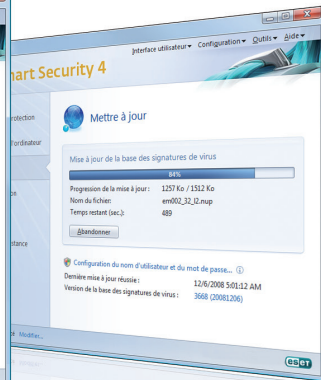 art Security 4
Interface utilisateur Configuration Outils Aide
rotection
l'ordinateur
Mettre à jour
Mise à jour de la base des signatures de virus
84%
Progression de la mise à jour : 1257 Ko / 1512 Ko
Nom du fichier: em002_32_l2.nup
Temps restant (sec.): 489
Abandonner
Configuration du nom d'utilisateur et du mot de passe...
Dernière mise à jour réussie : 12/6/2008 5:01:12 AM
Version de la base des signatures de virus : 3668 (20081206)
istance
Modifier...
eset